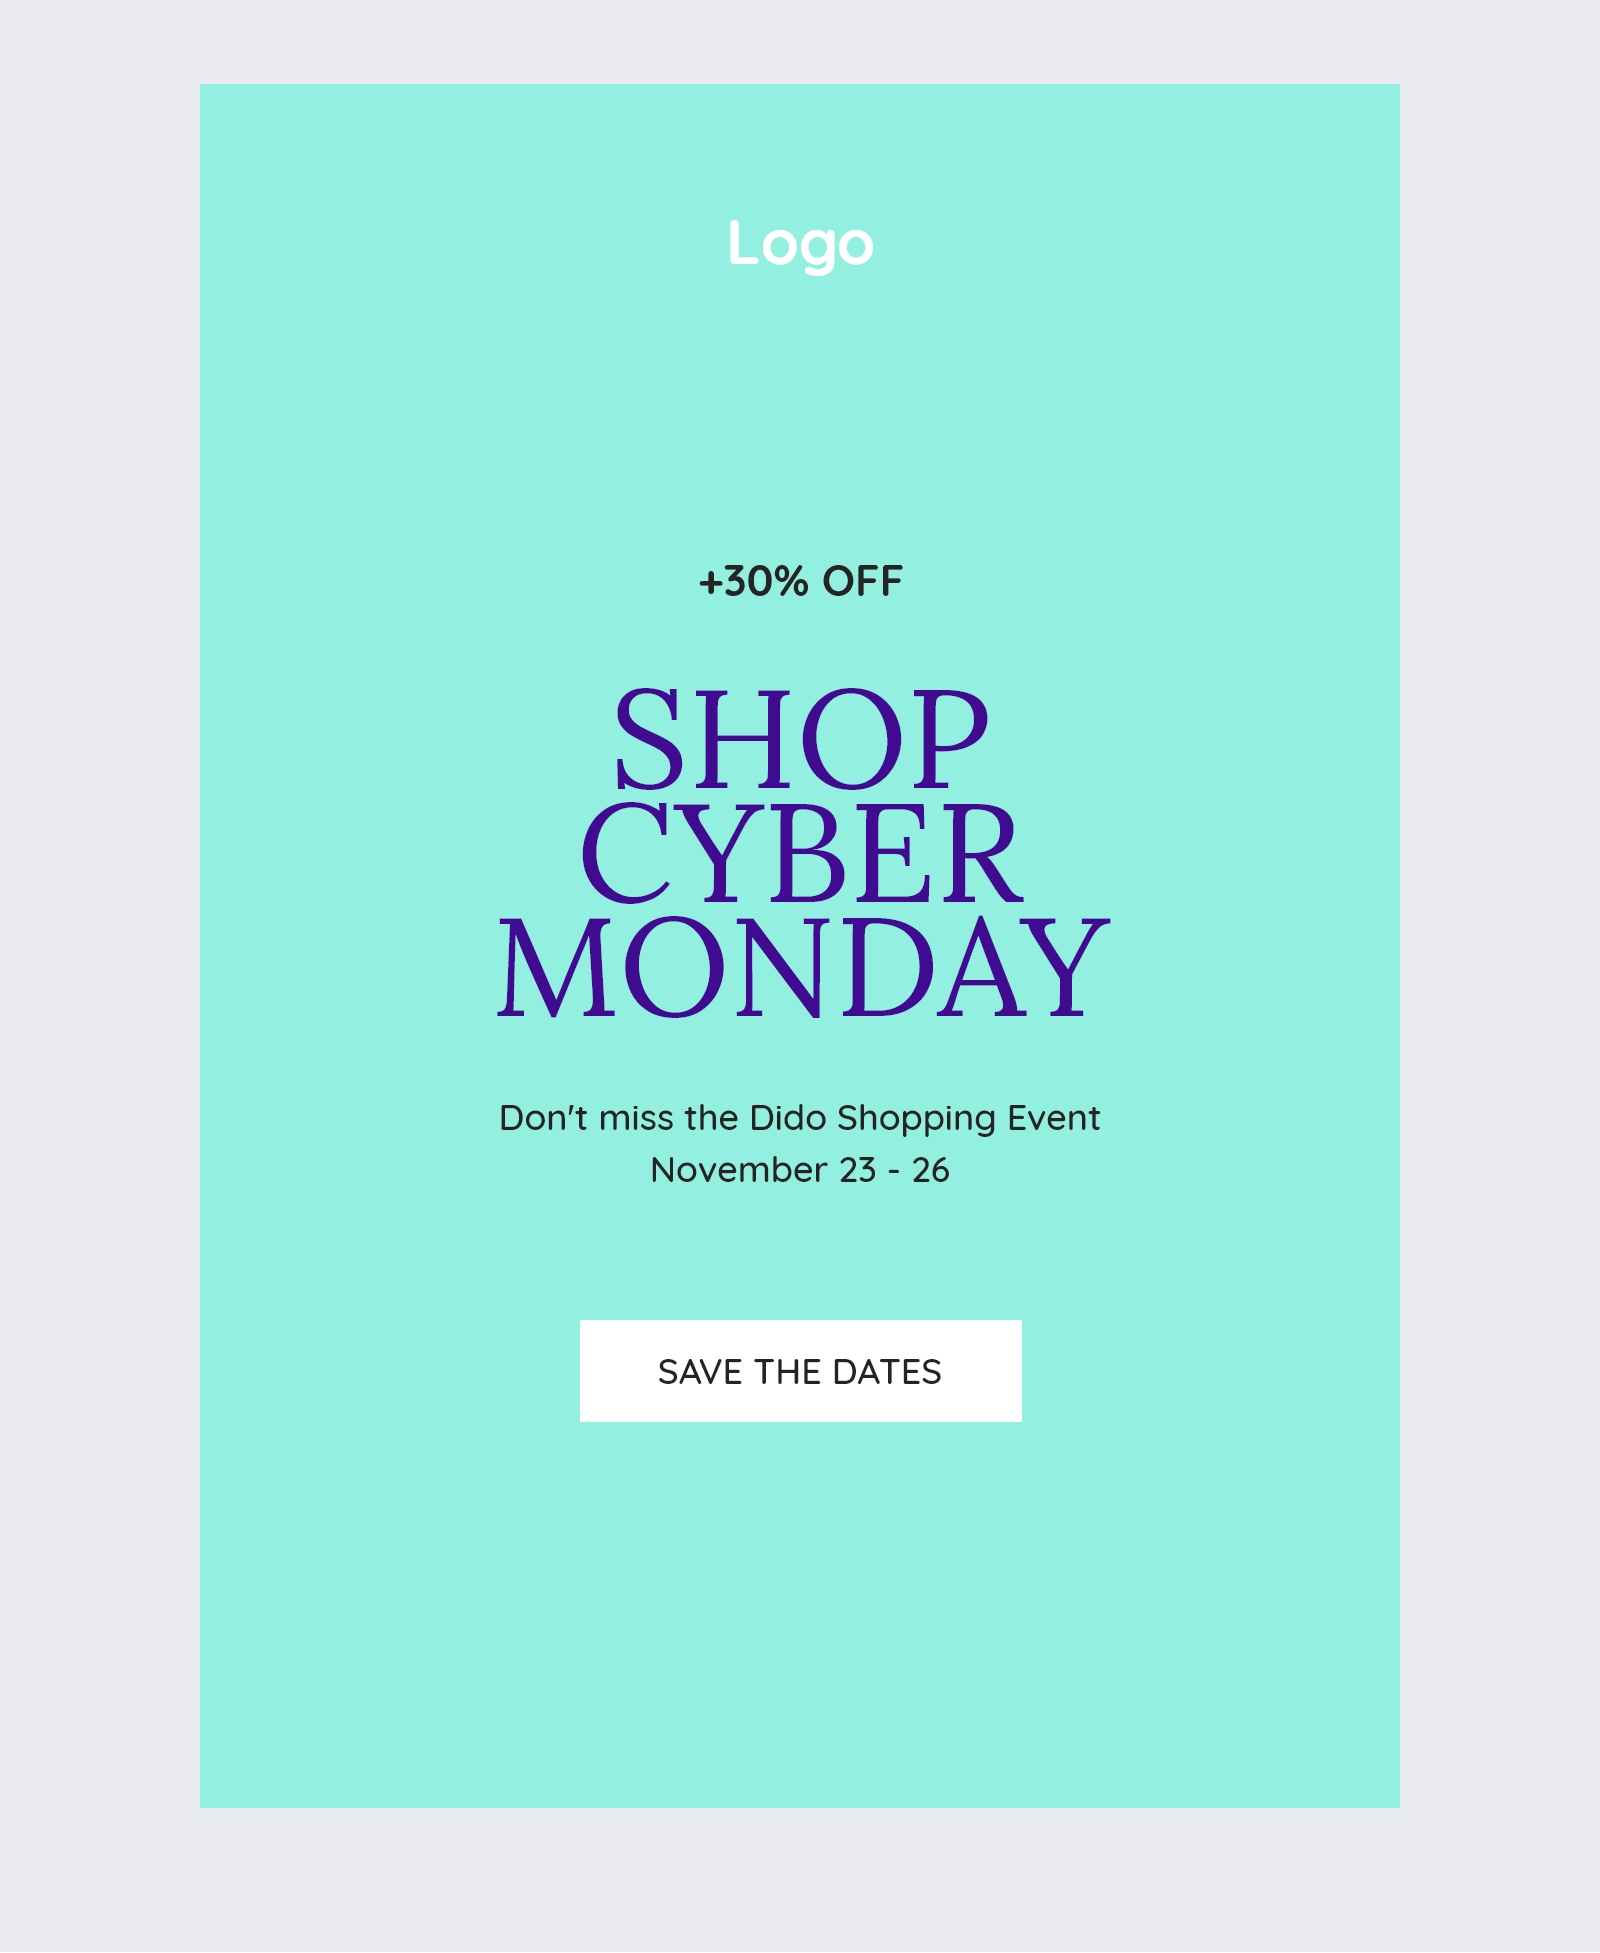 Logo
+30% OFF
SHOP
CYBER
MONDAY
Don't miss the Dido Shopping Event
November 23 - 26
SAVE THE DATES